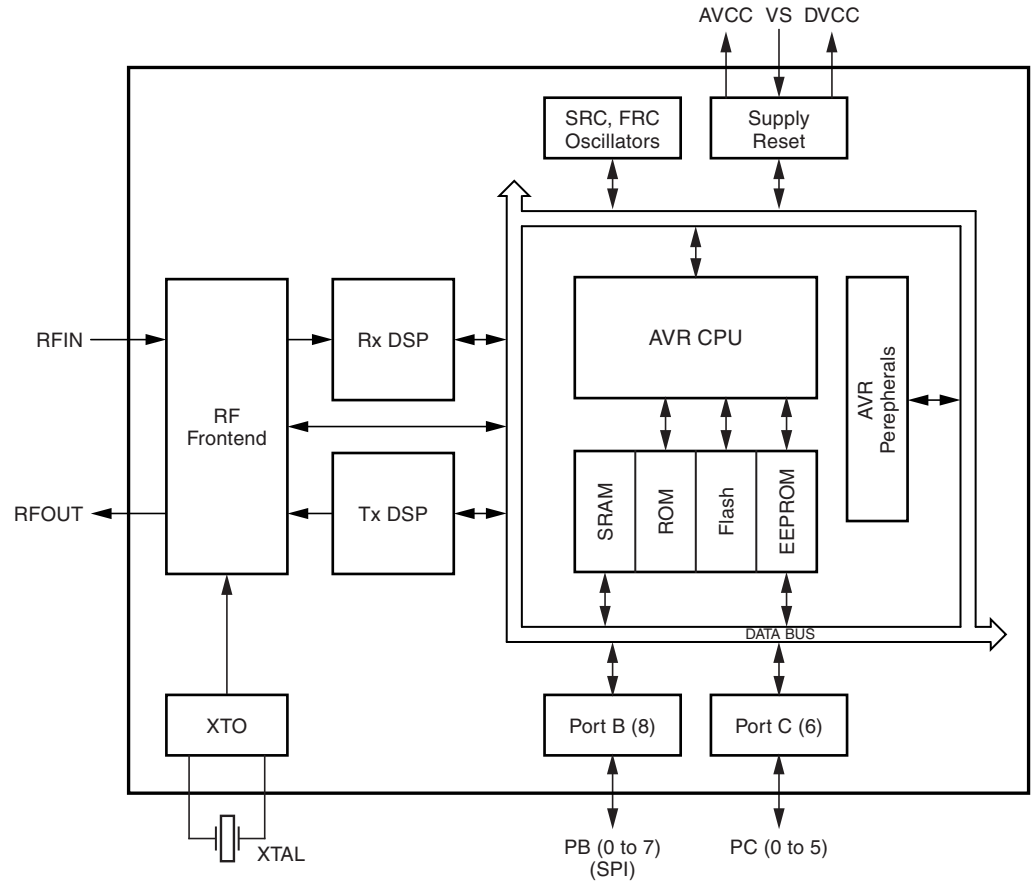 AVCC VS DVCC
SRC, FRC
Oscillators
Supply
Reset
RFIN
RF
Frontend
Rx DSP
AVR CPU
AVR
Perepherals
RFOUT
Tx DSP
SRAM
ROM
Flash
EEPROM
DATA BUS
XTO
Port B (8)
Port C (6)
XTAL
PB (0 to 7)
(SPI)
PC (0 to 5)